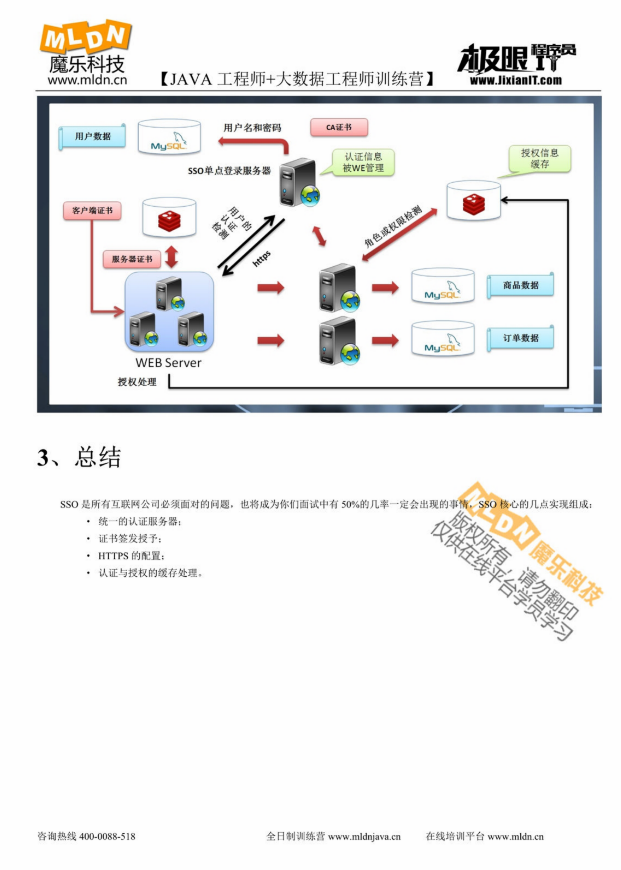 MLDN
魔乐科技
www.mldn.cn
【JAVA 工程师+大数据工程师训练营】
极限IT 程序员
www.JixianIT.com
用户数据
MySQL
用户名和密码
CA证书
SSO单点登录服务器
认证信息
被WE管理
授权信息
缓存
客户端证书
用户的
认证
检测
https
角色或权限检测
服务器证书
MySQL
商品数据
MySQL
订单数据
WEB Server
授权处理
3、总结
SSO 是所有互联网公司必须面对的问题，也将成为你们面试中有 50%的几率一定会出现的事情，SSO 核心的几点实现组成：
• 统一的认证服务器；
• 证书签发授予；
• HTTPS 的配置；
• 认证与授权的缓存处理。
MLDN 魔乐科技
版权所有，请勿翻印
仅供在线平台学员学习
咨询热线 400-0088-518 全日制训练营 www.mldnjava.cn 在线培训平台 www.mldn.cn